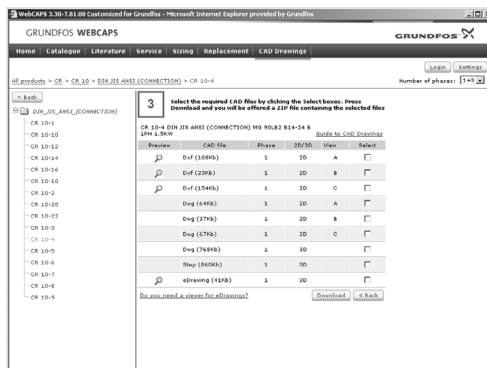 WebCAPS 3.30-7.81.08 Customized for Grundfos - Microsoft Internet Explorer provided by Grundfos
GRUNDFOS WEBCAPS
GRUNDFOS
Home Catalogue Literature Service Sizing Replacement CAD Drawings
Login Settings
All products > CR > CR 10 > DIN JIS ANSI (CONNECTION) > CR 10-4
Number of phases: 1+3
< Back
DIN_JIS_ANSI_(CONNECTION)
CR 10-1
CR 10-10
CR 10-12
CR 10-14
CR 10-16
CR 10-18
CR 10-2
CR 10-20
CR 10-22
CR 10-3
CR 10-4
CR 10-5
CR 10-6
CR 10-7
CR 10-8
CR 10-9
3
Select the required CAD files by clicking the Select boxes. Press
Download and you will be offered a ZIP file containing the selected files
CR 10-4 DIN JIS ANSI (CONNECTION) MG 90LB2 B14-24 B
1PH 1.5KW
Guide to CAD Drawings
Preview CAD file Phase 2D/3D View Select
Dxf (108Kb) 1 2D A
Dxf (23Kb) 1 2D B
Dxf (154Kb) 1 2D C
Dwg (64Kb) 1 2D A
Dwg (37Kb) 1 2D B
Dwg (67Kb) 1 2D C
Dwg (768Kb) 1 3D
Step (860Kb) 1 3D
eDrawing (41Kb) 1 3D
Do you need a viewer for eDrawings?
Download < Back